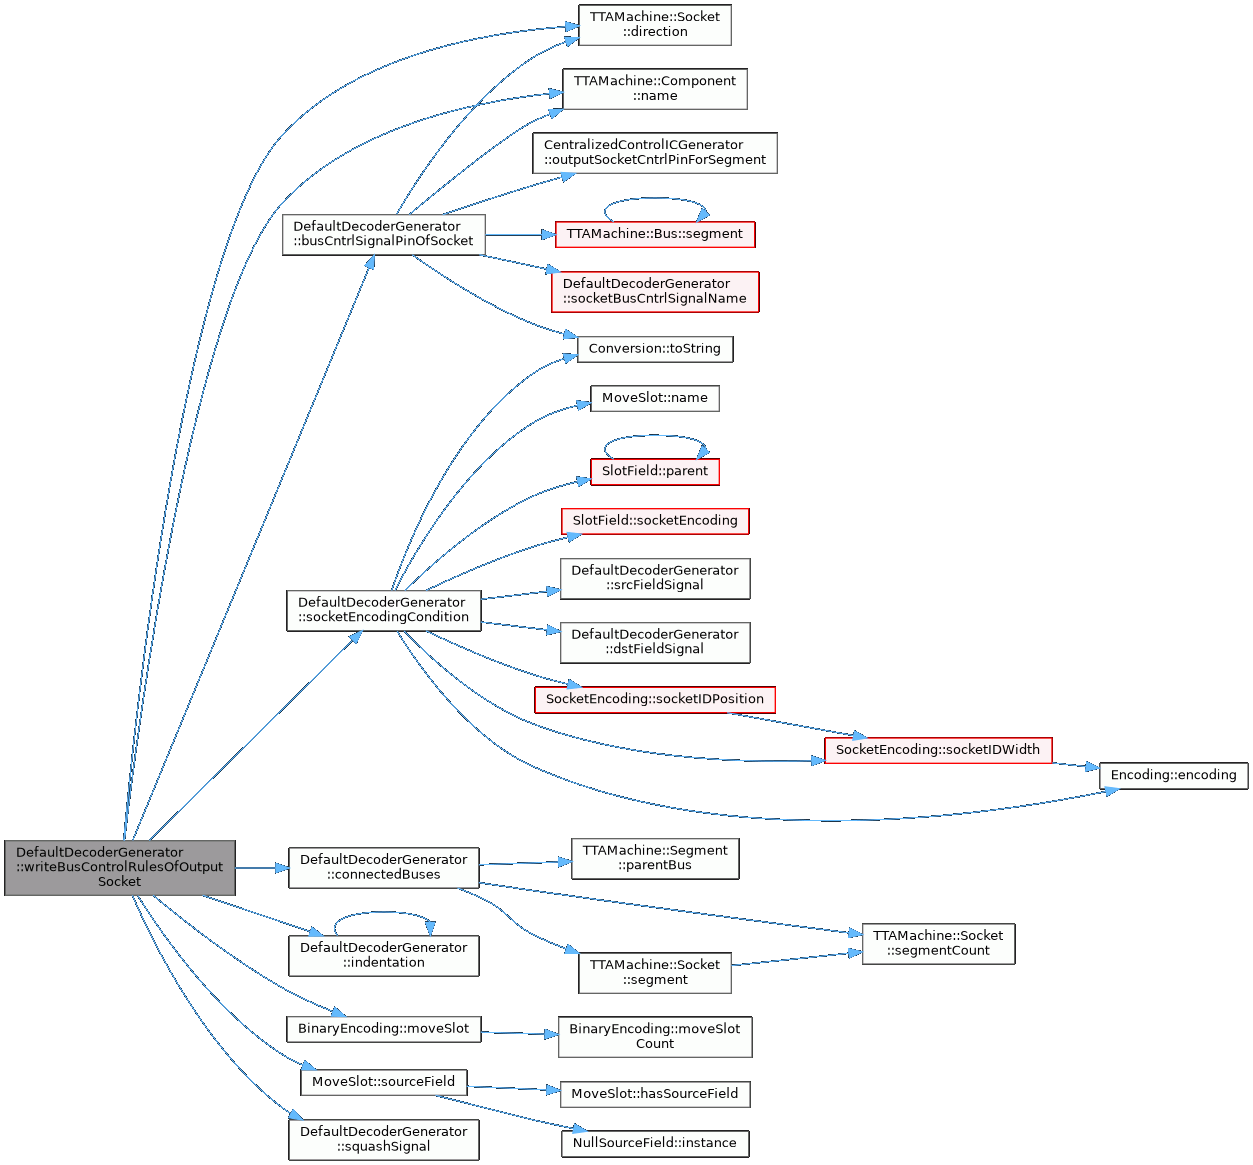 TTAMachine::Socket
::direction
TTAMachine::Component
::name
CentralizedControlICGenerator
::outputSocketCntrlPinForSegment
DefaultDecoderGenerator
::busCntrlSignalPinOfSocket
TTAMachine::Bus::segment
DefaultDecoderGenerator
::socketBusCntrlSignalName
Conversion::toString
MoveSlot::name
SlotField::parent
SlotField::socketEncoding
DefaultDecoderGenerator
::srcFieldSignal
DefaultDecoderGenerator
::socketEncodingCondition
DefaultDecoderGenerator
::dstFieldSignal
SocketEncoding::socketIDPosition
SocketEncoding::socketIDWidth
Encoding::encoding
DefaultDecoderGenerator
::writeBusControlRulesOfOutput
Socket
DefaultDecoderGenerator
::connectedBuses
TTAMachine::Segment
::parentBus
TTAMachine::Socket
::segmentCount
DefaultDecoderGenerator
::indentation
TTAMachine::Socket
::segment
BinaryEncoding::moveSlot
BinaryEncoding::moveSlot
Count
MoveSlot::sourceField
MoveSlot::hasSourceField
DefaultDecoderGenerator
::squashSignal
NullSourceField::instance